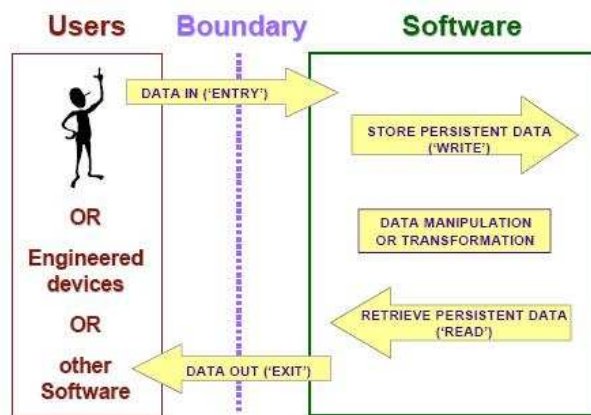 Users
Boundary
Software
DATA IN (‘ENTRY’)
STORE PERSISTENT DATA
(‘WRITE’)
OR
DATA MANIPULATION
OR TRANSFORMATION
Engineered
devices
OR
RETRIEVE PERSISTENT DATA
(‘READ’)
other
Software
DATA OUT (‘EXIT’)